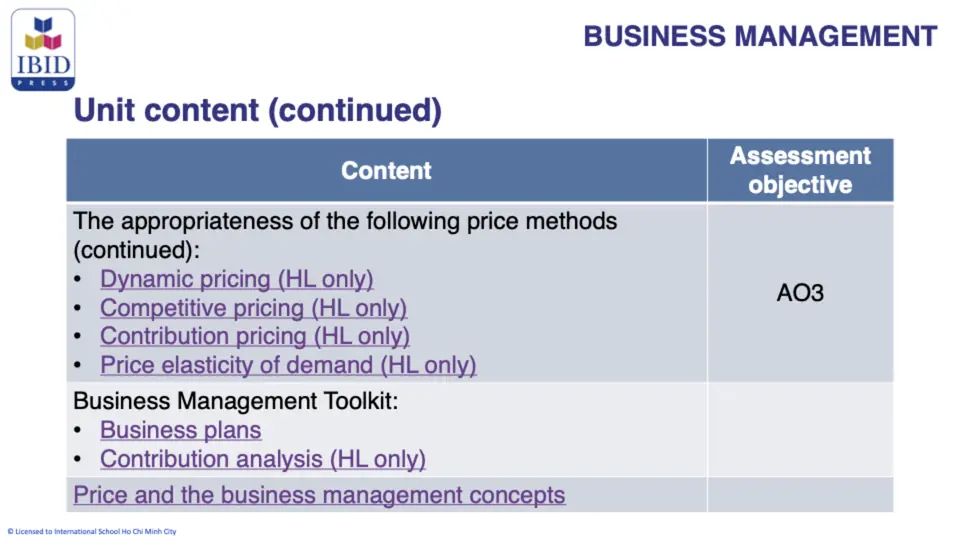 IBID
PRESS
BUSINESS MANAGEMENT
Unit content (continued)
Content
Assessment
objective
The appropriateness of the following price methods
(continued):
• Dynamic pricing (HL only)
• Competitive pricing (HL only)
• Contribution pricing (HL only)
• Price elasticity of demand (HL only)
AO3
Business Management Toolkit:
• Business plans
• Contribution analysis (HL only)
Price and the business management concepts
© Licensed to International School Ho Chi Minh City